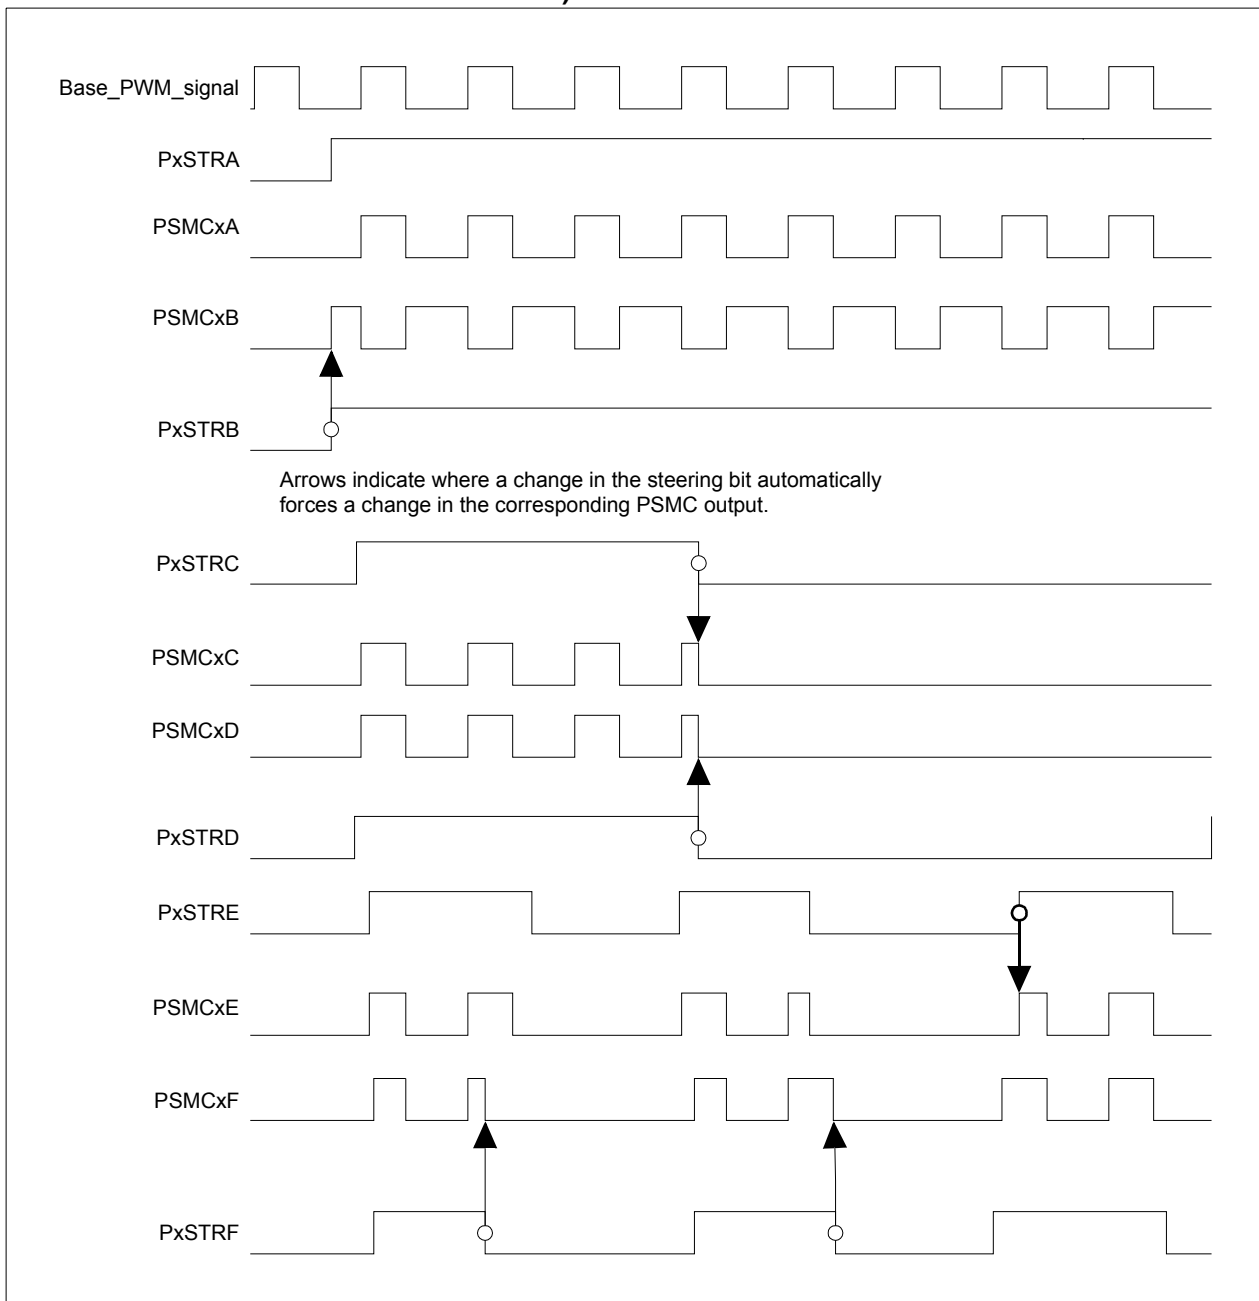 Base_PWM_signal
PxSTRA
PSMCxA
PSMCxB
PxSTRB
Arrows indicate where a change in the steering bit automatically
forces a change in the corresponding PSMC output.
PxSTRC
PSMCxC
PSMCxD
PxSTRD
PxSTRE
PSMCxE
PSMCxF
PxSTRF